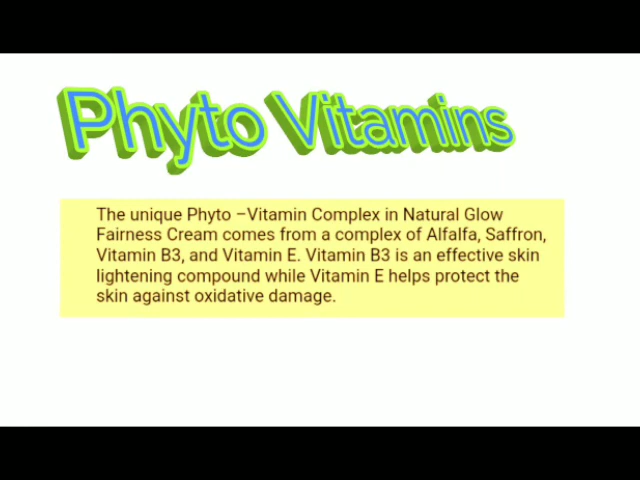 Phyto Vitamins
The unique Phyto –Vitamin Complex in Natural Glow
Fairness Cream comes from a complex of Alfalfa, Saffron,
Vitamin B3, and Vitamin E. Vitamin B3 is an effective skin
lightening compound while Vitamin E helps protect the
skin against oxidative damage.